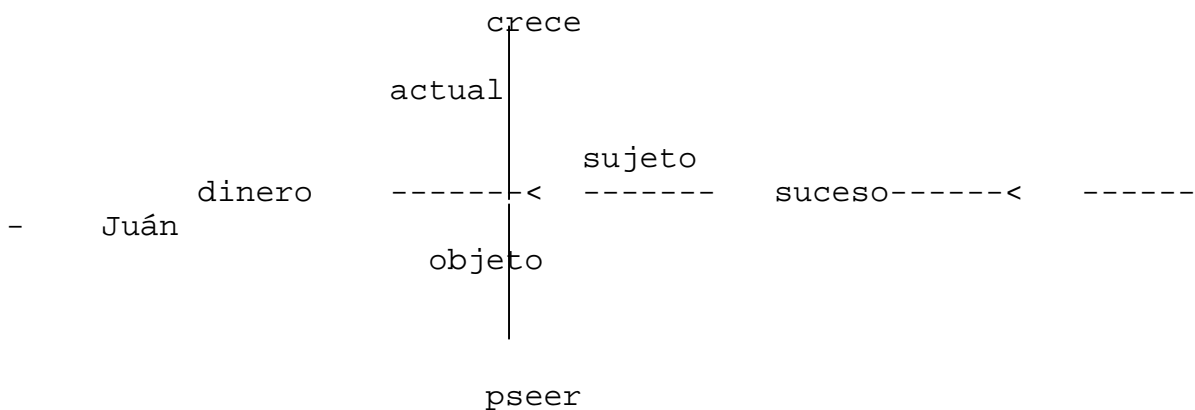 crece
actual
sujeto
dinero -------< ------- suceso------< ------
- Juán
objeto
pseer